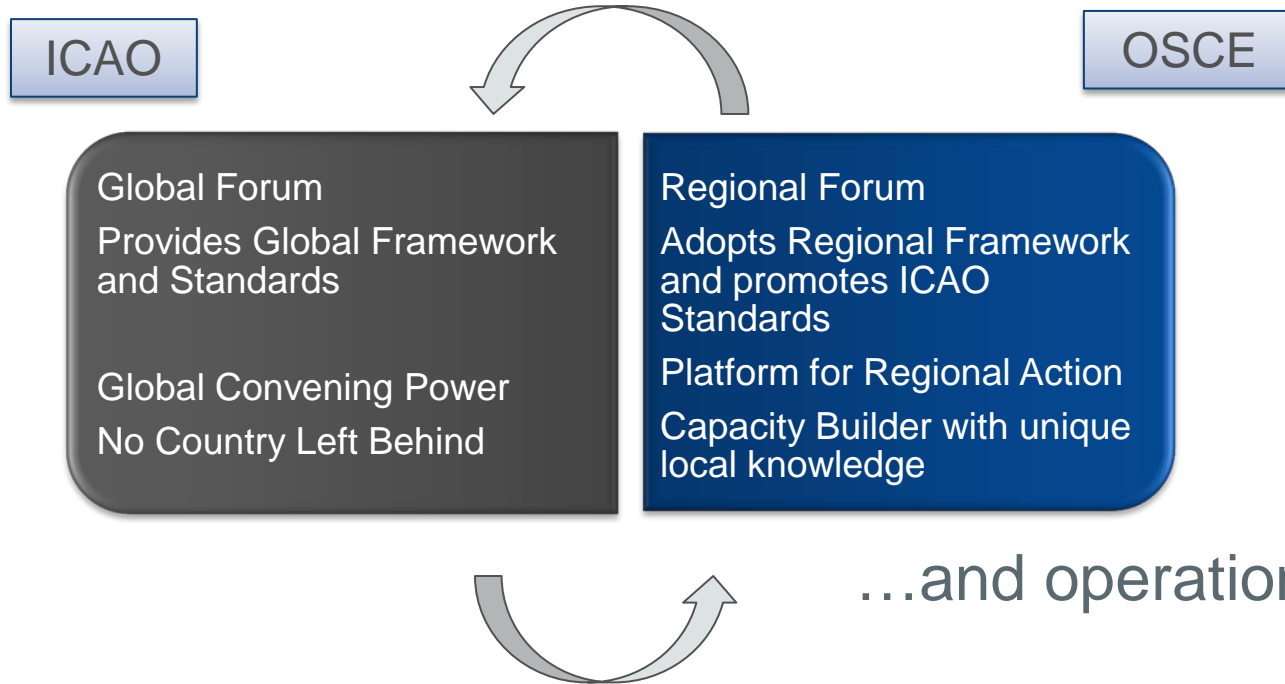 ICAO
OSCE
Global Forum
Provides Global Framework
and Standards
Global Convening Power
No Country Left Behind
Regional Forum
Adopts Regional Framework
and promotes ICAO
Standards
Platform for Regional Action
Capacity Builder with unique
local knowledge
…and operation